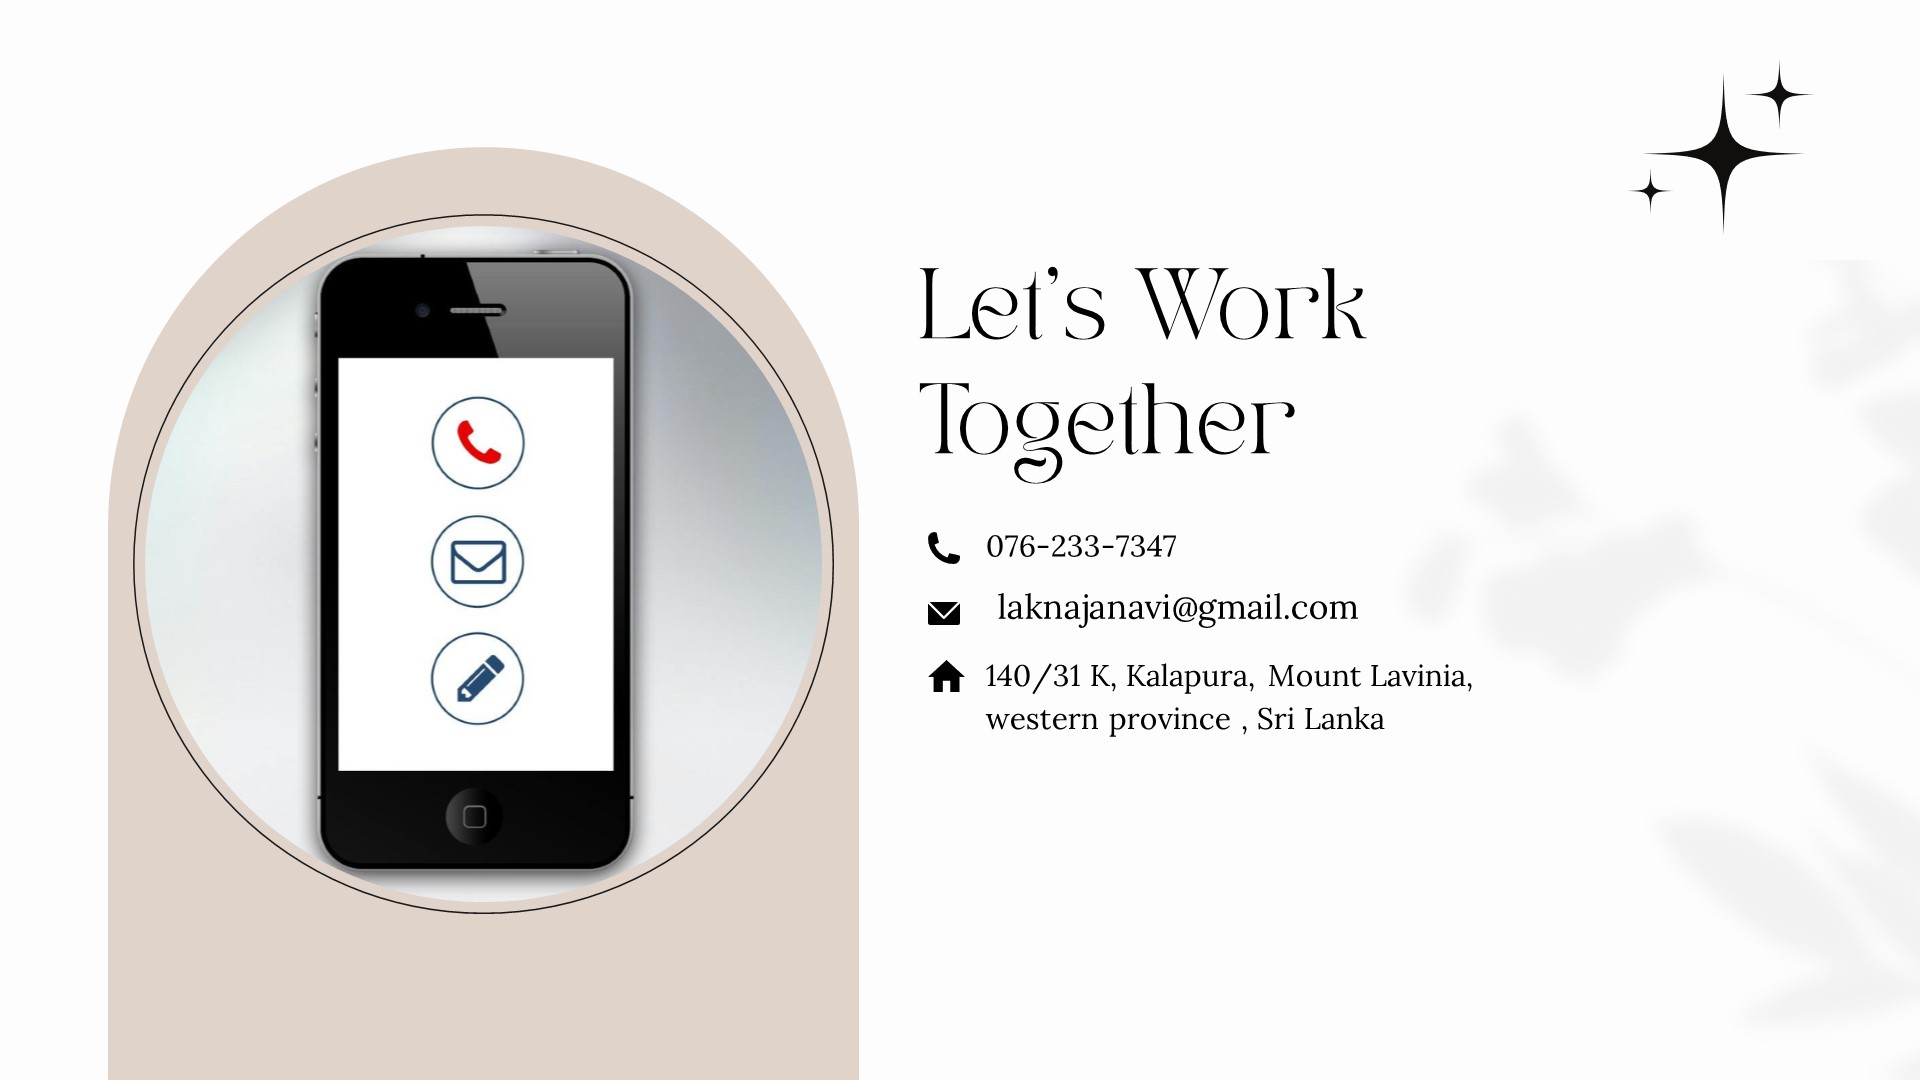 Let's Work
Together
076-233-7347
laknajanavi@gmail.com
140/31 K, Kalapura, Mount Lavinia,
western province , Sri Lanka